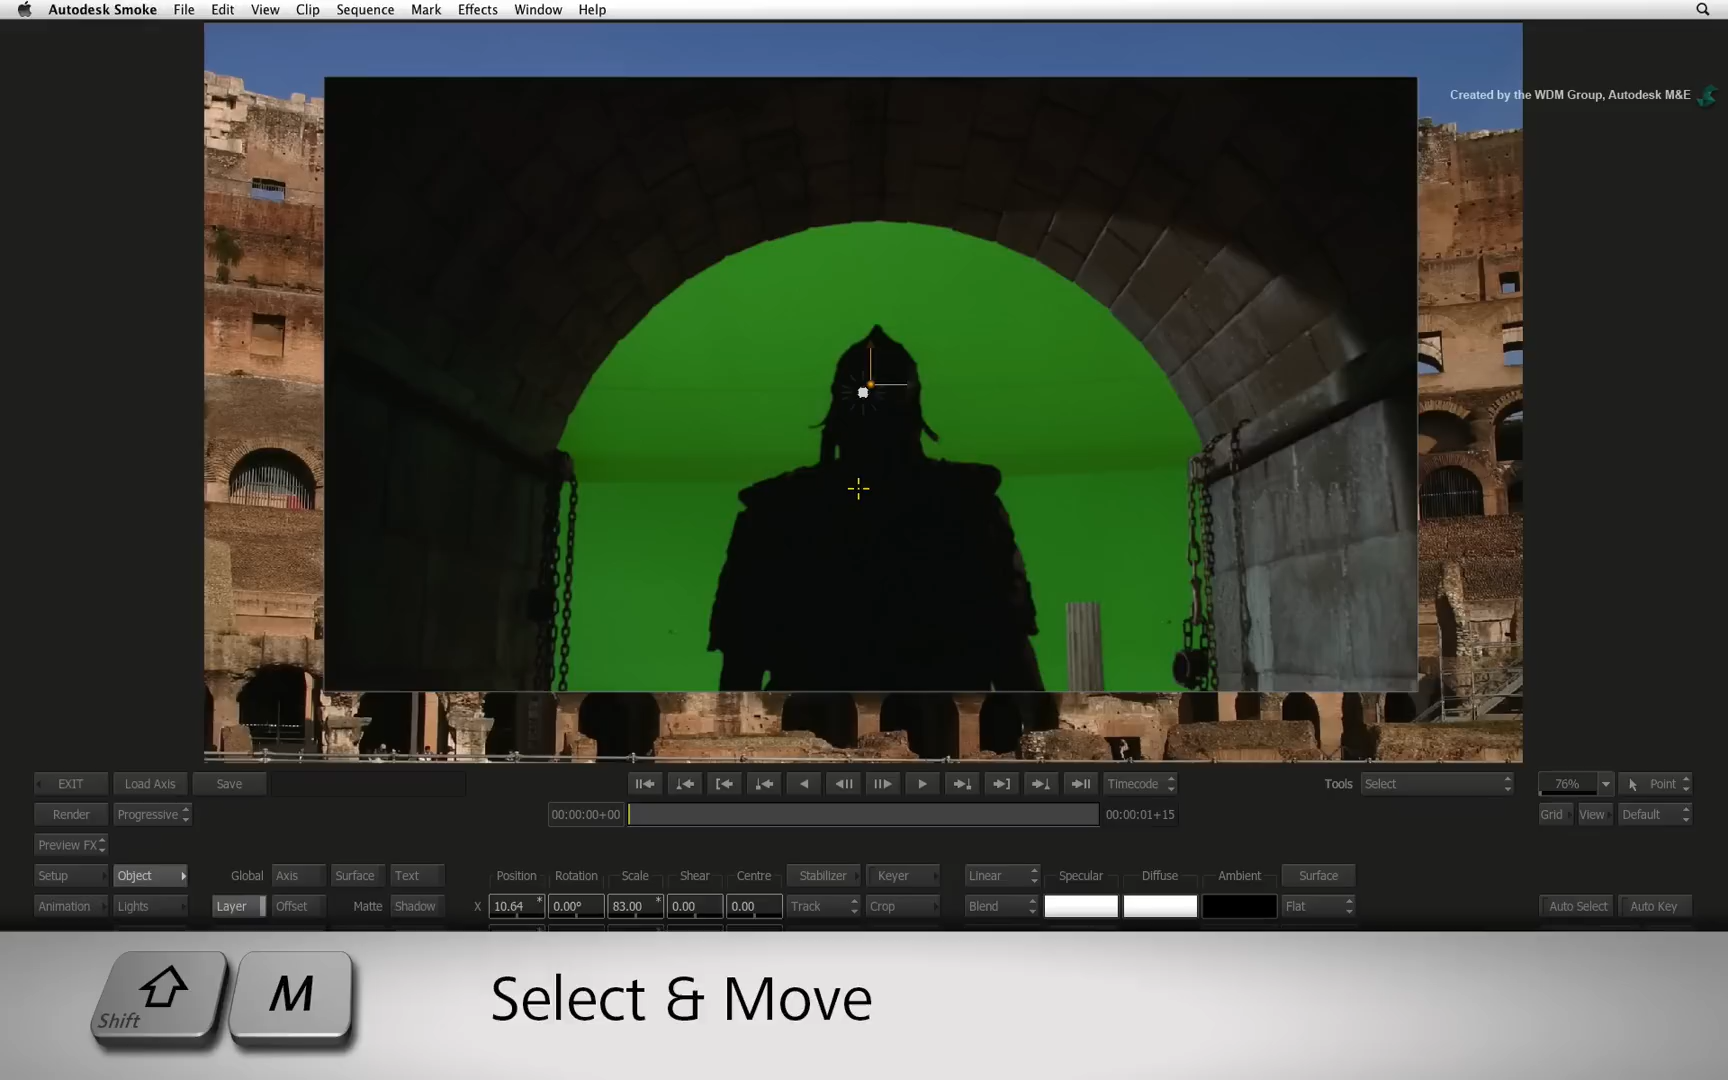 Autodesk Smoke File Edit View Clip Sequence Mark Effects Window Help
Created by the WDM Group, Autodesk M&E
EXIT Load Axis Save Timecode Tools Select 76% Point
Render Progressive 00:00:00+00 00:00:01+15 Grid View Default
Preview FX
Setup Object Global Axis Surface Text Position Rotation Scale Shear Centre Stabilizer Keyer Linear Specular Diffuse Ambient Surface
Animation Lights Layer Offset Matte Shadow X 10.64 * 0.00° 83.00 * 0.00 0.00 Track Crop Blend Flat Auto Select Auto Key
Shift M Select & Move